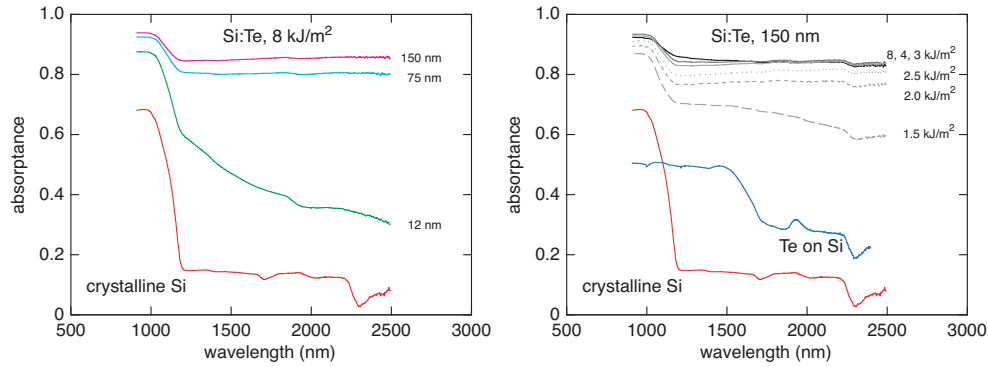 Si:Te, 8 kJ/m²
1.0
0.8
0.6
0.4
0.2
0
absorptance
150 nm
75 nm
12 nm
crystalline Si
500
1000
1500
2000
2500
3000
wavelength (nm)
Si:Te, 150 nm
1.0
0.8
0.6
0.4
0.2
0
absorptance
8, 4, 3 kJ/m²
2.5 kJ/m²
2.0 kJ/m²
1.5 kJ/m²
Te on Si
crystalline Si
500
1000
1500
2000
2500
3000
wavelength (nm)